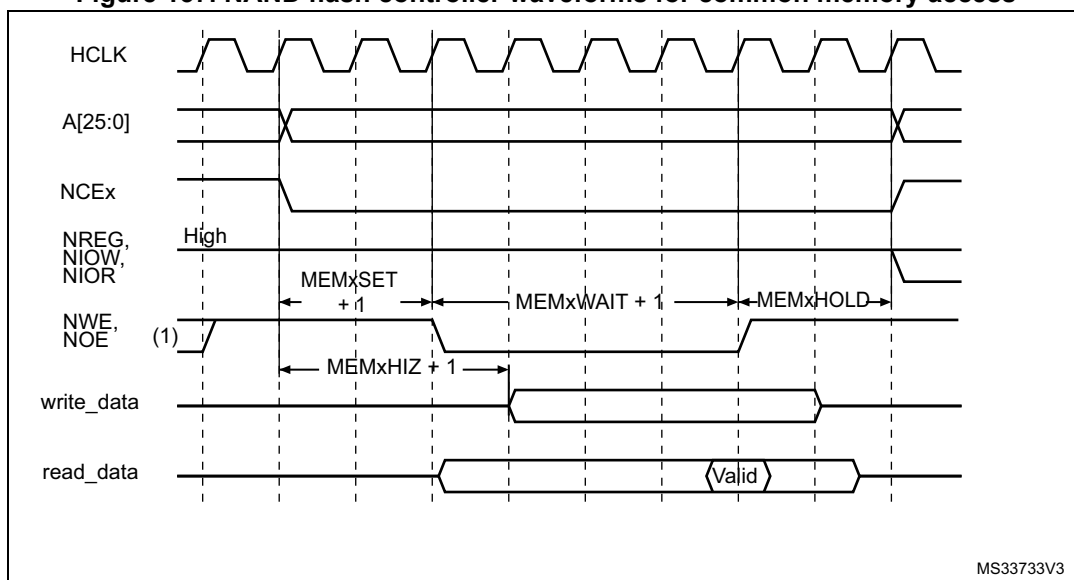 Figure 157. NAND flash controller waveforms for common memory access
HCLK
A[25:0]
NCEx
NREG,
NIOW,
NIOR
High
MEMxSET
+ 1
MEMxWAIT + 1
MEMxHOLD
NWE,
NOE
(1)
MEMxHIZ + 1
write_data
read_data
Valid
MS33733V3